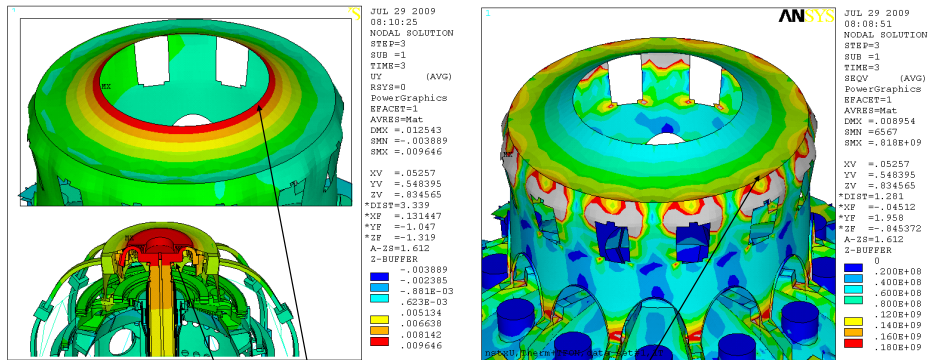 1
JUL 29 2009
08:10:25
NODAL SOLUTION
STEP=3
SUB =1
TIME=3
UY (AVG)
RSYS=0
PowerGraphics
EFACET=1
AVRES=Mat
DMX =.012543
SMN =-.003889
SMX =.009646
XV =.05257
YV =.548395
ZV =.834565
*DIST=3.339
*XF =.131447
*YF =-1.047
*ZF =-1.319
A-ZS=1.612
Z-BUFFER
-.003889
-.002385
-.881E-03
.623E-03
.005134
.006638
.008142
.009646
MX
1
ANSYS
JUL 29 2009
08:08:51
NODAL SOLUTION
STEP=3
SUB =1
TIME=3
SEQV (AVG)
PowerGraphics
EFACET=1
AVRES=Mat
DMX =.008954
SMN =6567
SMX =.818E+09
XV =.05257
YV =.548395
ZV =.834565
*DIST=1.281
*XF =-.04512
*YF =1.958
*ZF =-.845372
A-ZS=1.612
Z-BUFFER
0
.200E+08
.400E+08
.600E+08
.800E+08
.120E+09
.140E+09
.160E+09
.180E+09